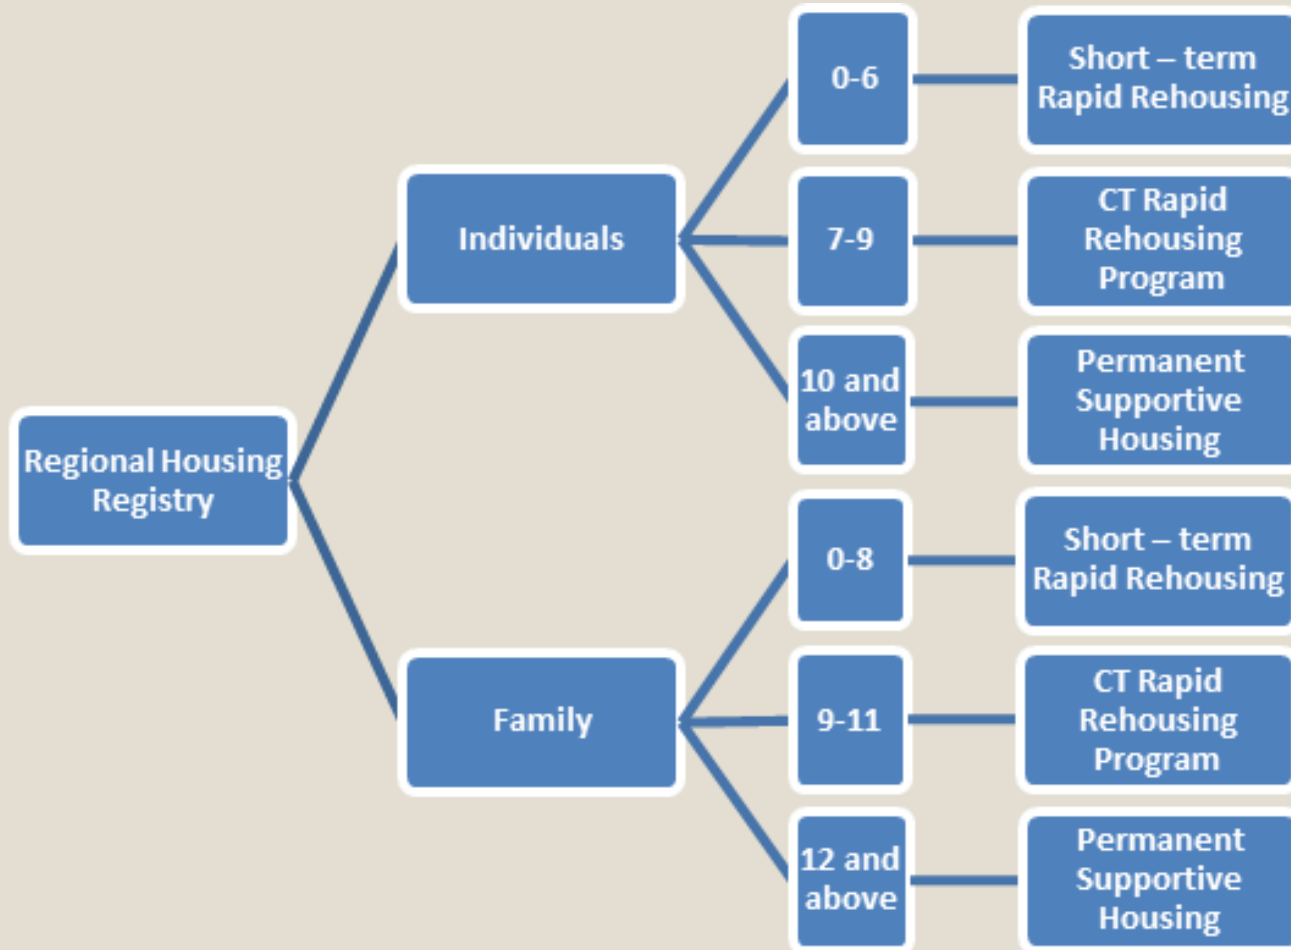 Regional Housing
Registry
Individuals
0-6
Short – term
Rapid Rehousing
7-9
CT Rapid
Rehousing
Program
10 and
above
Permanent
Supportive
Housing
Family
0-8
Short – term
Rapid Rehousing
9-11
CT Rapid
Rehousing
Program
12 and
above
Permanent
Supportive
Housing